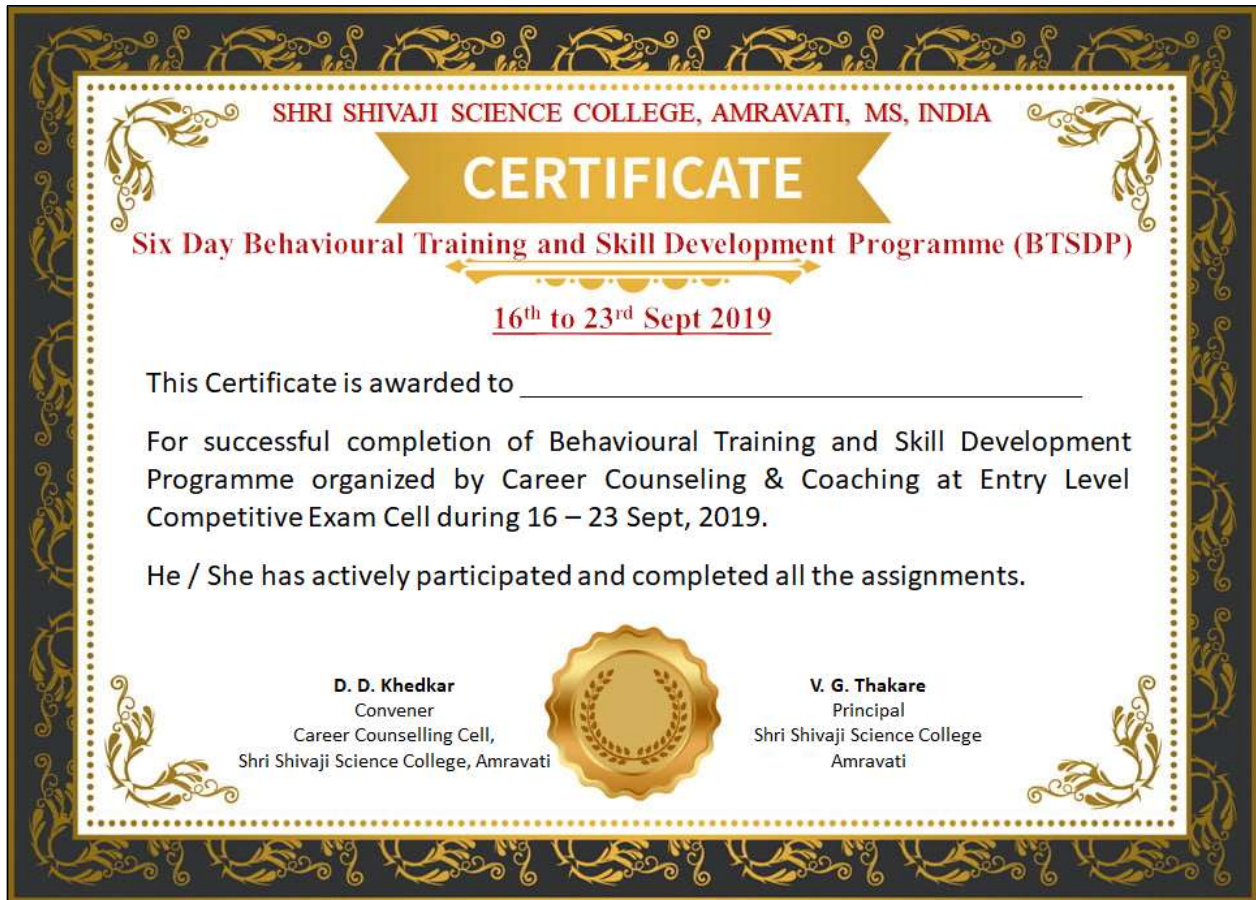 SHRI SHIVAJI SCIENCE COLLEGE, AMRAVATI, MS, INDIA
CERTIFICATE
Six Day Behavioural Training and Skill Development Programme (BTSDP)
16th to 23rd Sept 2019
This Certificate is awarded to ________________
For successful completion of Behavioural Training and Skill Development
Programme organized by Career Counseling & Coaching at Entry Level
Competitive Exam Cell during 16 – 23 Sept, 2019.
He / She has actively participated and completed all the assignments.
D. D. Khedkar
Convener
Career Counselling Cell,
Shri Shivaji Science College, Amravati
V. G. Thakare
Principal
Shri Shivaji Science College
Amravati